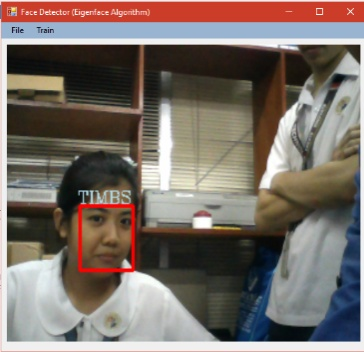 Face Detector (Eigenface Algorithm)
File Train
TIMBS